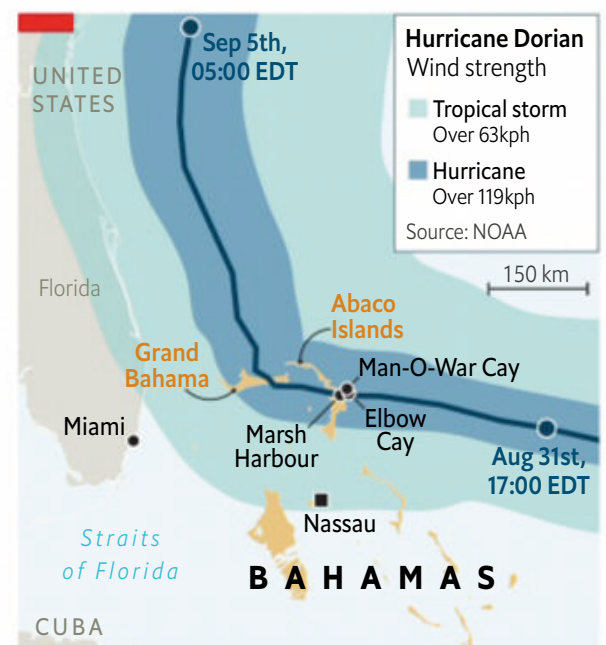 Sep 5th,
05:00 EDT
Hurricane Dorian
Wind strength
Tropical storm
Over 63kph
Hurricane
Over 119kph
Source: NOAA
UNITED
STATES
150 km
Florida
Abaco
Islands
Grand
Bahama
Man-O-War Cay
Miami
Marsh
Harbour
Elbow
Cay
Aug 31st,
17:00 EDT
Nassau
Straits
of Florida
BAHAMAS
CUBA